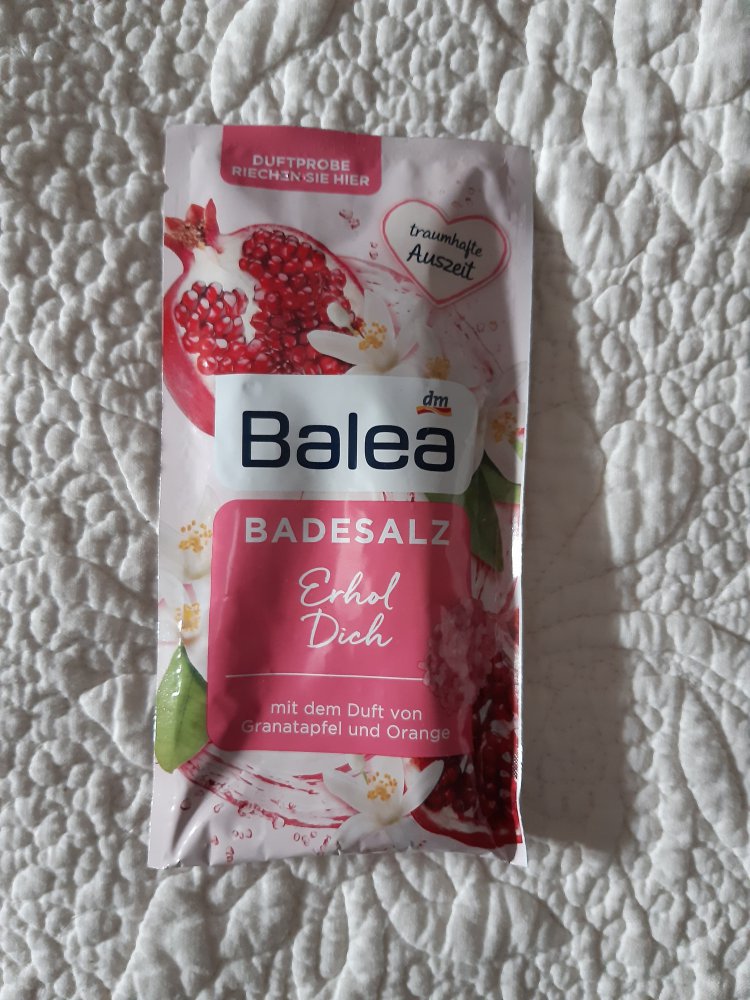 DUFTPROBE
RIECHEN SIE HIER
traumhafte
Auszeit
dm
Balea
BADESALZ
Erhol
Dich
mit dem Duft von
Granatapfel und Orange